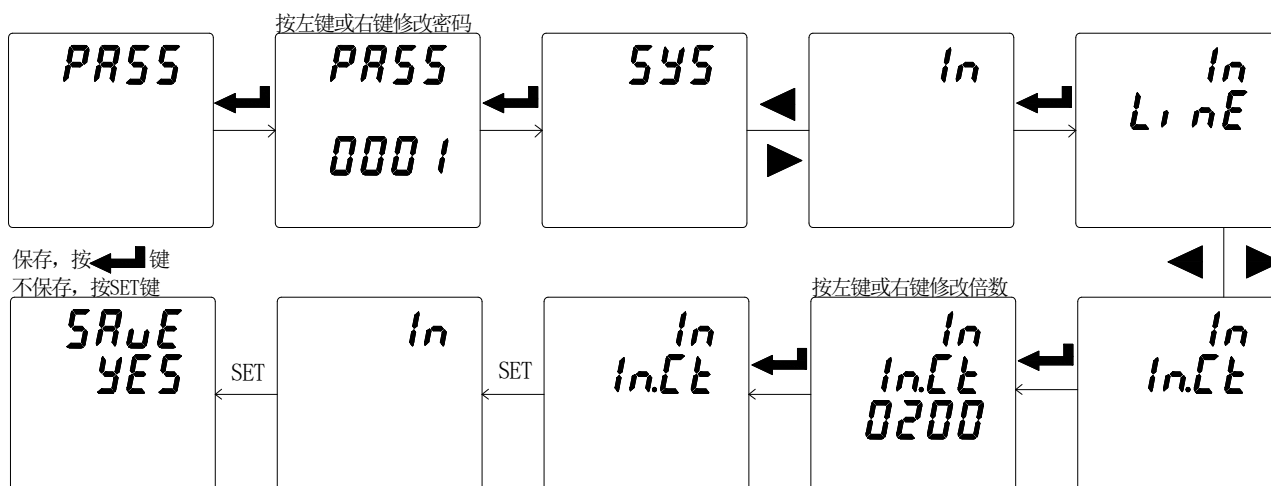 按左键或右键修改密码
PASS
PASS
0001
SYS
In
In
LinE
保存，按 键
不保存，按SET键
按左键或右键修改倍数
SAvE
YES
SET
In
SET
In
In.Ct
In
In.Ct
0200
In
In.Ct